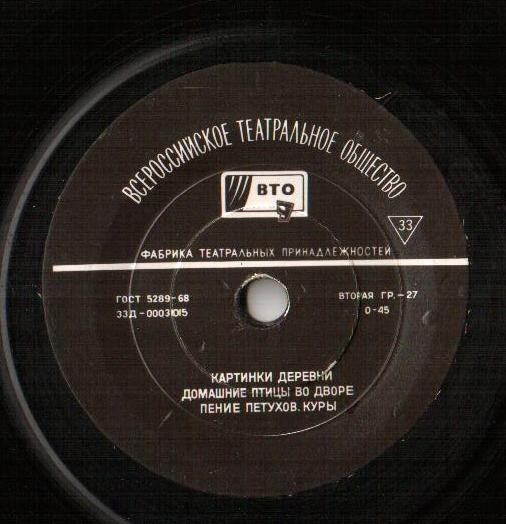 ВСЕРОССИЙСКОЕ ТЕАТРАЛЬНОЕ ОБЩЕСТВО
ВТО
33
ФАБРИКА ТЕАТРАЛЬНЫХ ПРИНАДЛЕЖНОСТЕЙ
ГОСТ 5289-68
33Д-00031015
ВТОРАЯ ГР.-27
0-45
КАРТИНКИ ДЕРЕВНИ
ДОМАШНИЕ ПТИЦЫ ВО ДВОРЕ
ПЕНИЕ ПЕТУХОВ. КУРЫ